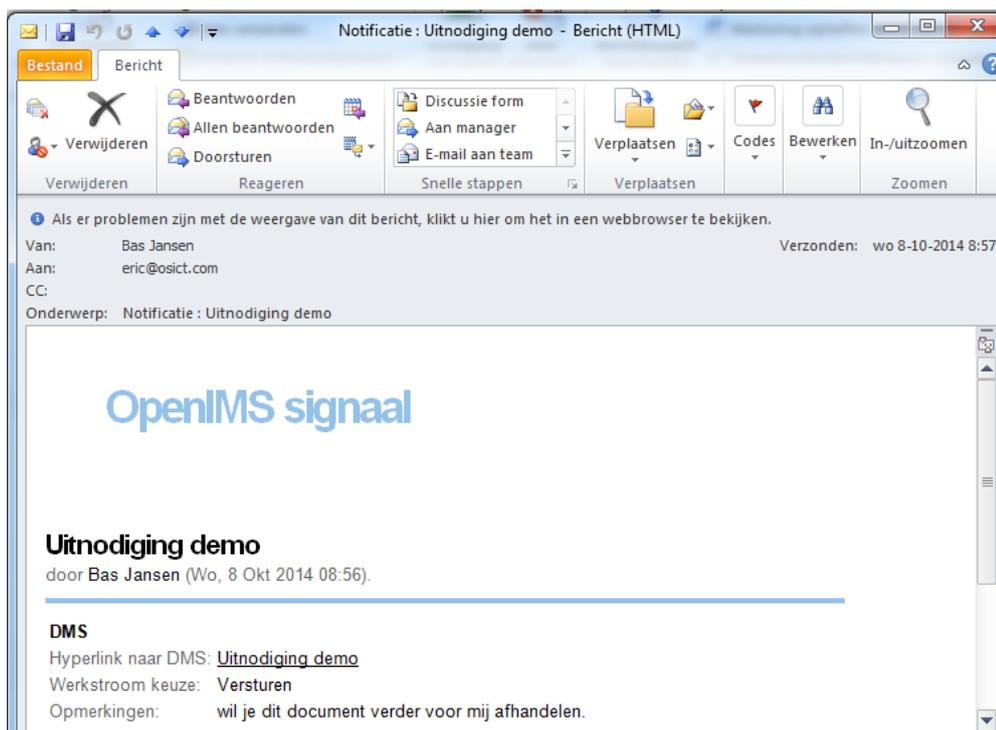 Notificatie : Uitnodiging demo - Bericht (HTML)
Bestand Bericht
Verwijderen
Beantwoorden
Allen beantwoorden
Doorsturen
Discussie form
Aan manager
E-mail aan team
Verplaatsen
Codes
Bewerken
In-/uitzoomen
Verwijderen Reageren Snelle stappen Verplaatsen Zoomen
Als er problemen zijn met de weergave van dit bericht, klikt u hier om het in een webbrowser te bekijken.
Van: Bas Jansen Verzonden: wo 8-10-2014 8:57
Aan: eric@osict.com
CC:
Onderwerp: Notificatie : Uitnodiging demo
OpenIMS signaal
Uitnodiging demo
door Bas Jansen (Wo, 8 Okt 2014 08:56).
DMS
Hyperlink naar DMS: Uitnodiging demo
Werkstroom keuze: Versturen
Opmerkingen: wil je dit document verder voor mij afhandelen.